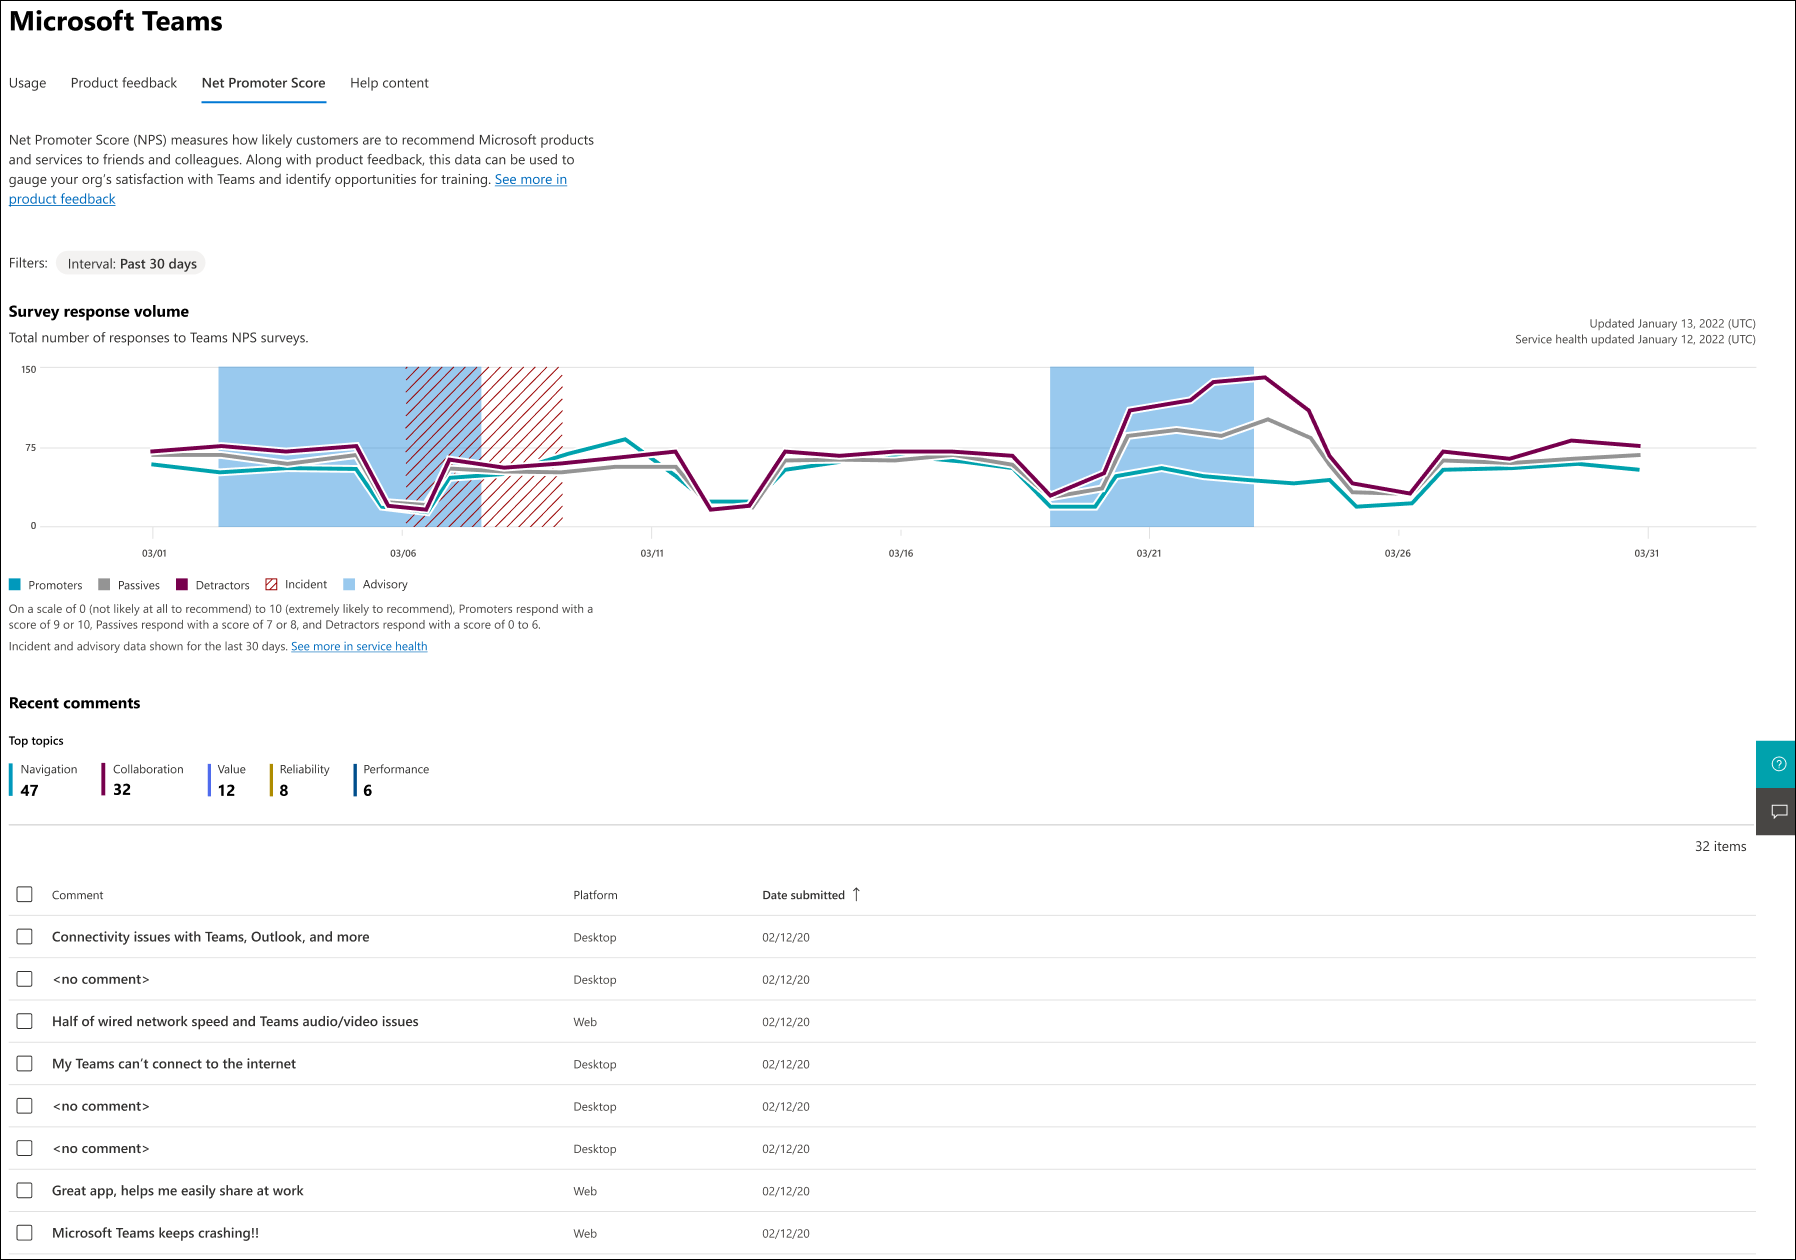 Microsoft Teams
Usage Product feedback Net Promoter Score Help content
Net Promoter Score (NPS) measures how likely customers are to recommend Microsoft products
and services to friends and colleagues. Along with product feedback, this data can be used to
gauge your org's satisfaction with Teams and identify opportunities for training. See more in
product feedback
Filters: Interval: Past 30 days
Survey response volume
Total number of responses to Teams NPS surveys.
Updated January 13, 2022 (UTC)
Service health updated January 12, 2022 (UTC)
150
75
0
03/01 03/06 03/11 03/16 03/21 03/26 03/31
Promoters Passives Detractors Incident Advisory
On a scale of 0 (not likely at all to recommend) to 10 (extremely likely to recommend), Promoters respond with a
score of 9 or 10, Passives respond with a score of 7 or 8, and Detractors respond with a score of 0 to 6.
Incident and advisory data shown for the last 30 days. See more in service health
Recent comments
Top topics
Navigation Collaboration Value Reliability Performance
47 32 12 8 6
32 items
Comment Platform Date submitted ↑
Connectivity issues with Teams, Outlook, and more Desktop 02/12/20
<no comment> Desktop 02/12/20
Half of wired network speed and Teams audio/video issues Web 02/12/20
My Teams can't connect to the internet Desktop 02/12/20
<no comment> Desktop 02/12/20
<no comment> Desktop 02/12/20
Great app, helps me easily share at work Web 02/12/20
Microsoft Teams keeps crashing!! Web 02/12/20